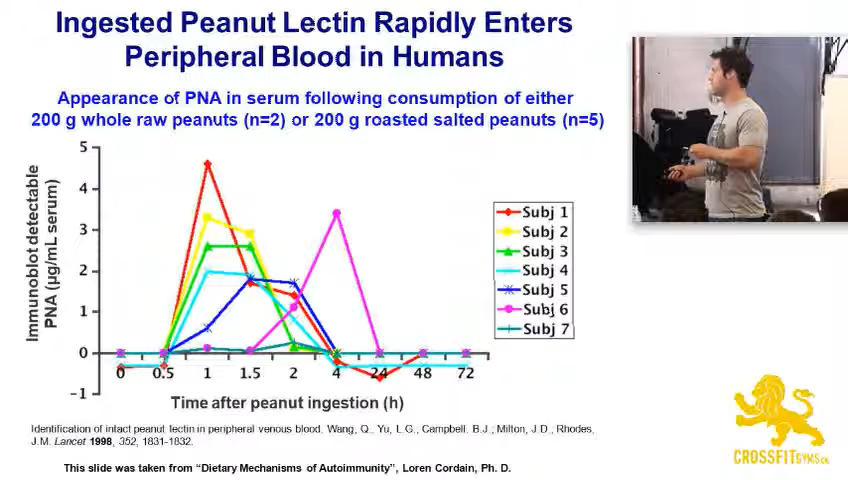 Ingested Peanut Lectin Rapidly Enters
Peripheral Blood in Humans
Appearance of PNA in serum following consumption of either
200 g whole raw peanuts (n=2) or 200 g roasted salted peanuts (n=5)
Immunoblot detectable
PNA (µg/mL serum)
5
4
3
2
1
0
−1
0 0.5 1 1.5 2 4 24 48 72
Time after peanut ingestion (h)
Subj 1
Subj 2
Subj 3
Subj 4
Subj 5
Subj 6
Subj 7
Identification of intact peanut lectin in peripheral venous blood. Wang, Q., Yu, L.G., Campbell, B.J., Milton, J.D., Rhodes,
J.M. Lancet 1998, 352, 1831-1832.
This slide was taken from “Dietary Mechanisms of Autoimmunity”, Loren Cordain, Ph. D.
CROSSFITGYMS.DK